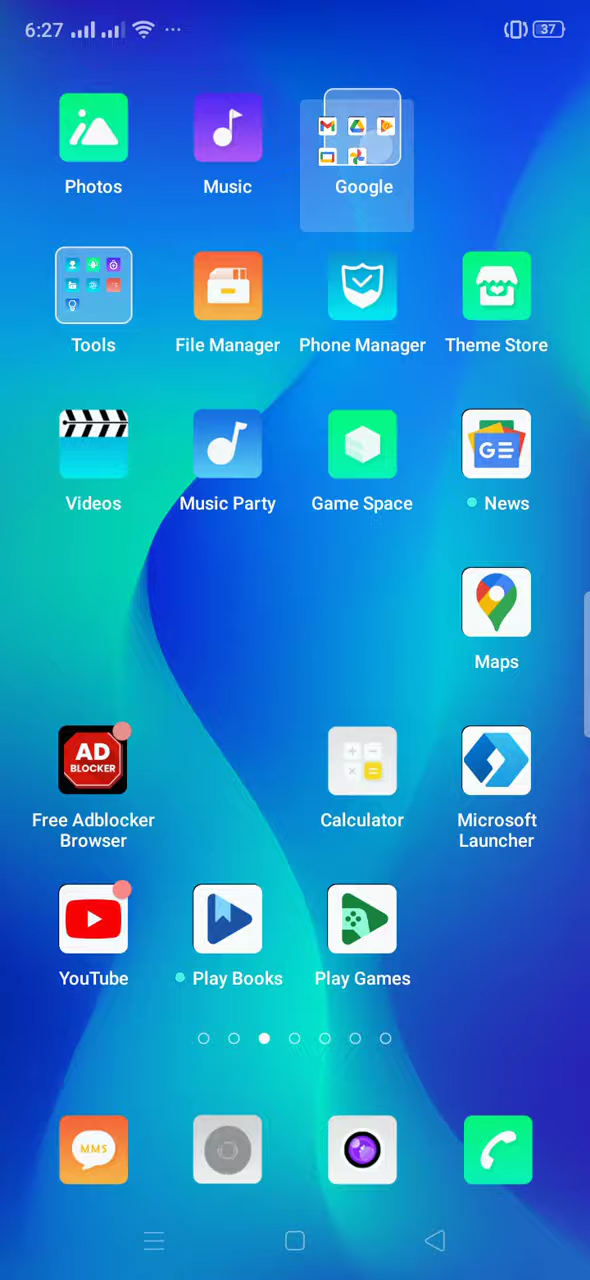 6:27
37
Photos
Music
Google
Tools
File Manager
Phone Manager
Theme Store
Videos
Music Party
Game Space
GE
News
Maps
AD
BLOCKER
Free Adblocker
Browser
Calculator
Microsoft
Launcher
YouTube
Play Books
Play Games
MMS